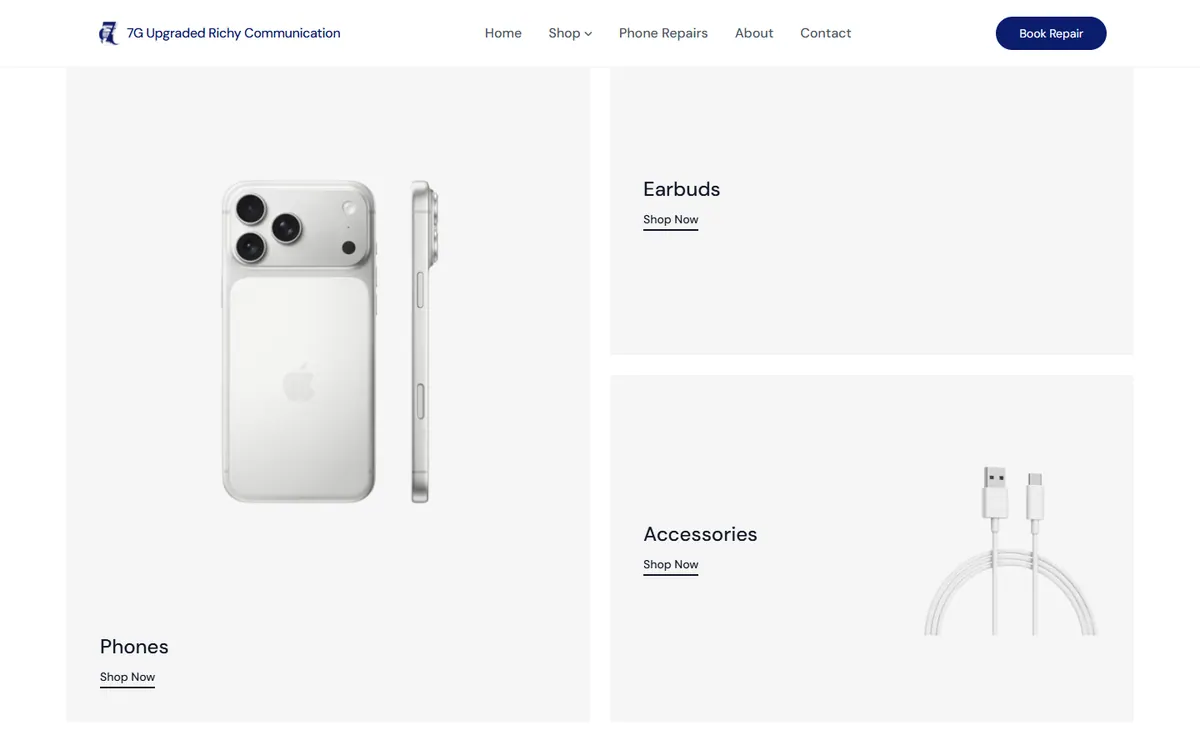 7G Upgraded Richy Communication
Home
Shop
Phone Repairs
About
Contact
Book Repair
Earbuds
Shop Now
Accessories
Shop Now
Phones
Shop Now